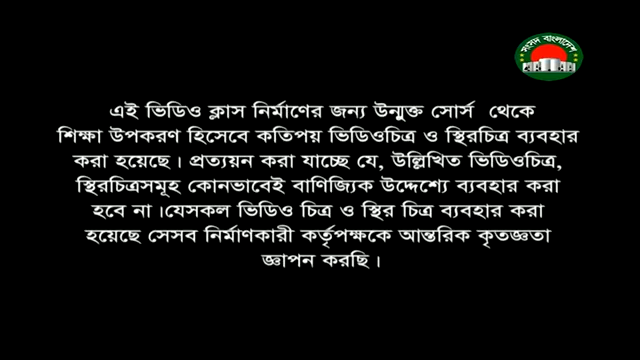 সংসদ বাংলাদেশ
এই ভিডিও ক্লাস নির্মাণের জন্য উন্মুক্ত সোর্স থেকে
শিক্ষা উপকরণ হিসেবে কতিপয় ভিডিওচিত্র ও স্থিরচিত্র ব্যবহার
করা হয়েছে। প্রত্যয়ন করা যাচ্ছে যে, উল্লিখিত ভিডিওচিত্র,
স্থিরচিত্রসমূহ কোনভাবেই বাণিজ্যিক উদ্দেশ্যে ব্যবহার করা
হবে না।যেসকল ভিডিও চিত্র ও স্থির চিত্র ব্যবহার করা
হয়েছে সেসব নির্মাণকারী কর্তৃপক্ষকে আন্তরিক কৃতজ্ঞতা
জ্ঞাপন করছি।